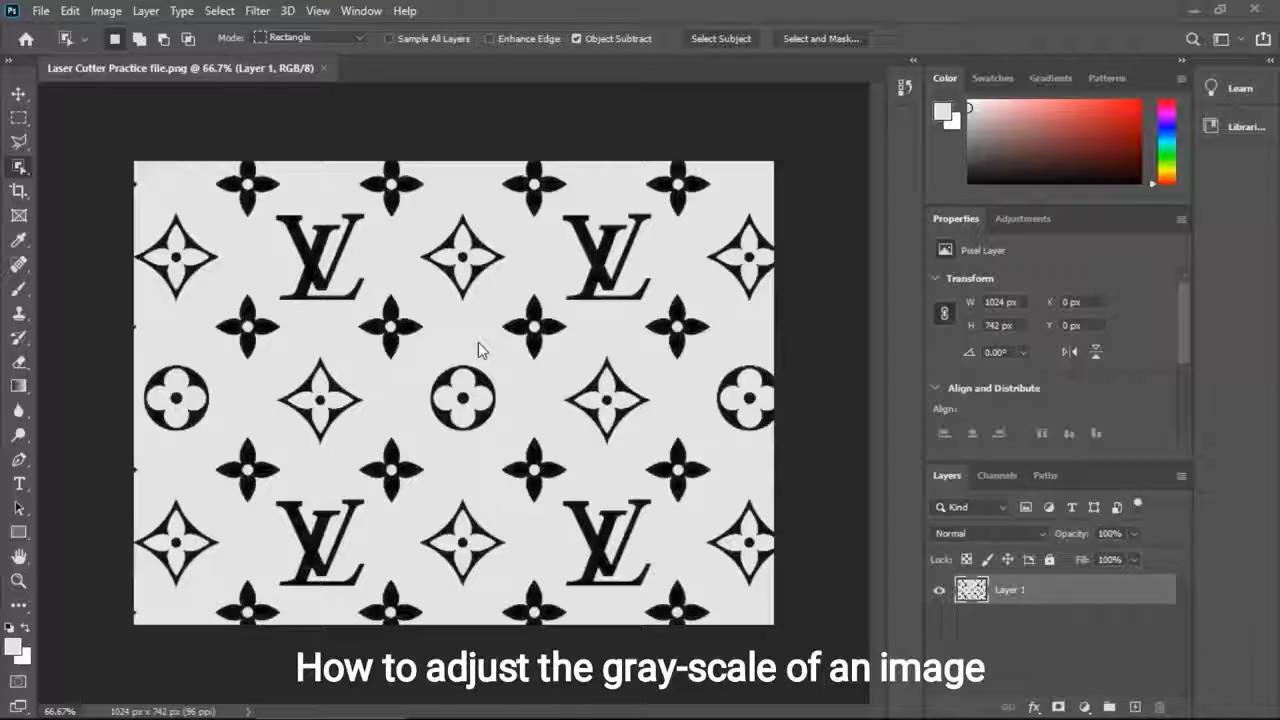 Ps File Edit Image Layer Type Select Filter 3D View Window Help
Mode: Rectangle Sample All Layers Enhance Edge Object Subtract Select Subject Select and Mask...
Laser Cutter Practice file.png @ 66.7% (Layer 1, RGB/8) ×
Color Swatches Gradients Patterns
Learn
Librari...
Properties Adjustments
Pixel Layer
Transform
W 1024 px X 0 px
H 742 px Y 0 px
0.00°
Align and Distribute
Align:
Layers Channels Paths
Kind
Normal Opacity: 100%
Lock: Fill: 100%
Layer 1
LV LV
LV LV
How to adjust the gray-scale of an image
66.67% 1024 px x 742 px (96 ppi)